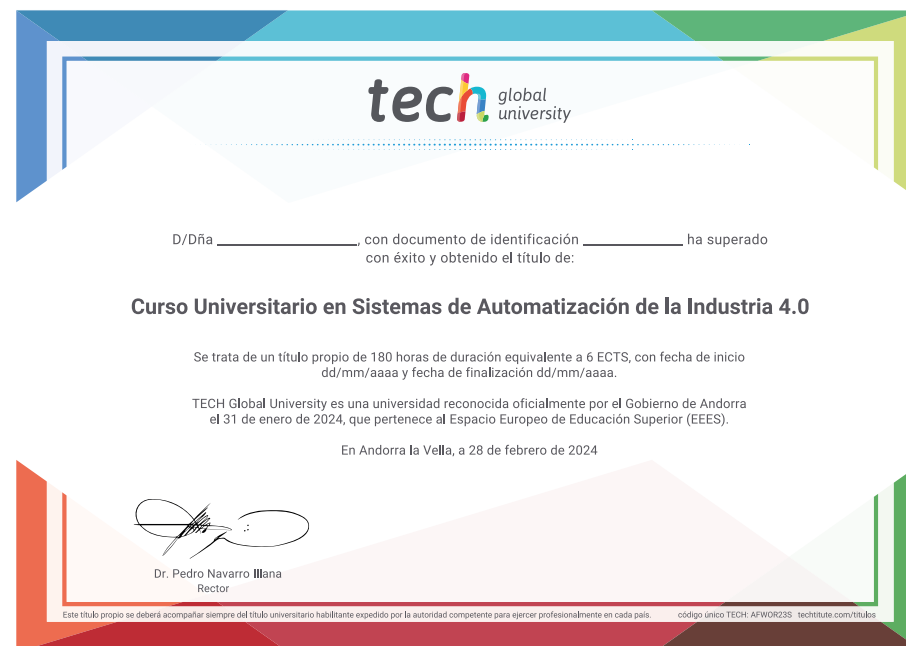 tech global university
D/Dña ________________, con documento de identificación ____________ ha superado
con éxito y obtenido el título de:
Curso Universitario en Sistemas de Automatización de la Industria 4.0
Se trata de un título propio de 180 horas de duración equivalente a 6 ECTS, con fecha de inicio
dd/mm/aaaa y fecha de finalización dd/mm/aaaa.
TECH Global University es una universidad reconocida oficialmente por el Gobierno de Andorra
el 31 de enero de 2024, que pertenece al Espacio Europeo de Educación Superior (EEES).
En Andorra la Vella, a 28 de febrero de 2024
Dr. Pedro Navarro Illana
Rector
Este título propio se deberá acompañar siempre del título universitario habilitante expedido por la autoridad competente para ejercer profesionalmente en cada país. código único TECH: AFWOR23S techtitute.com/titulos